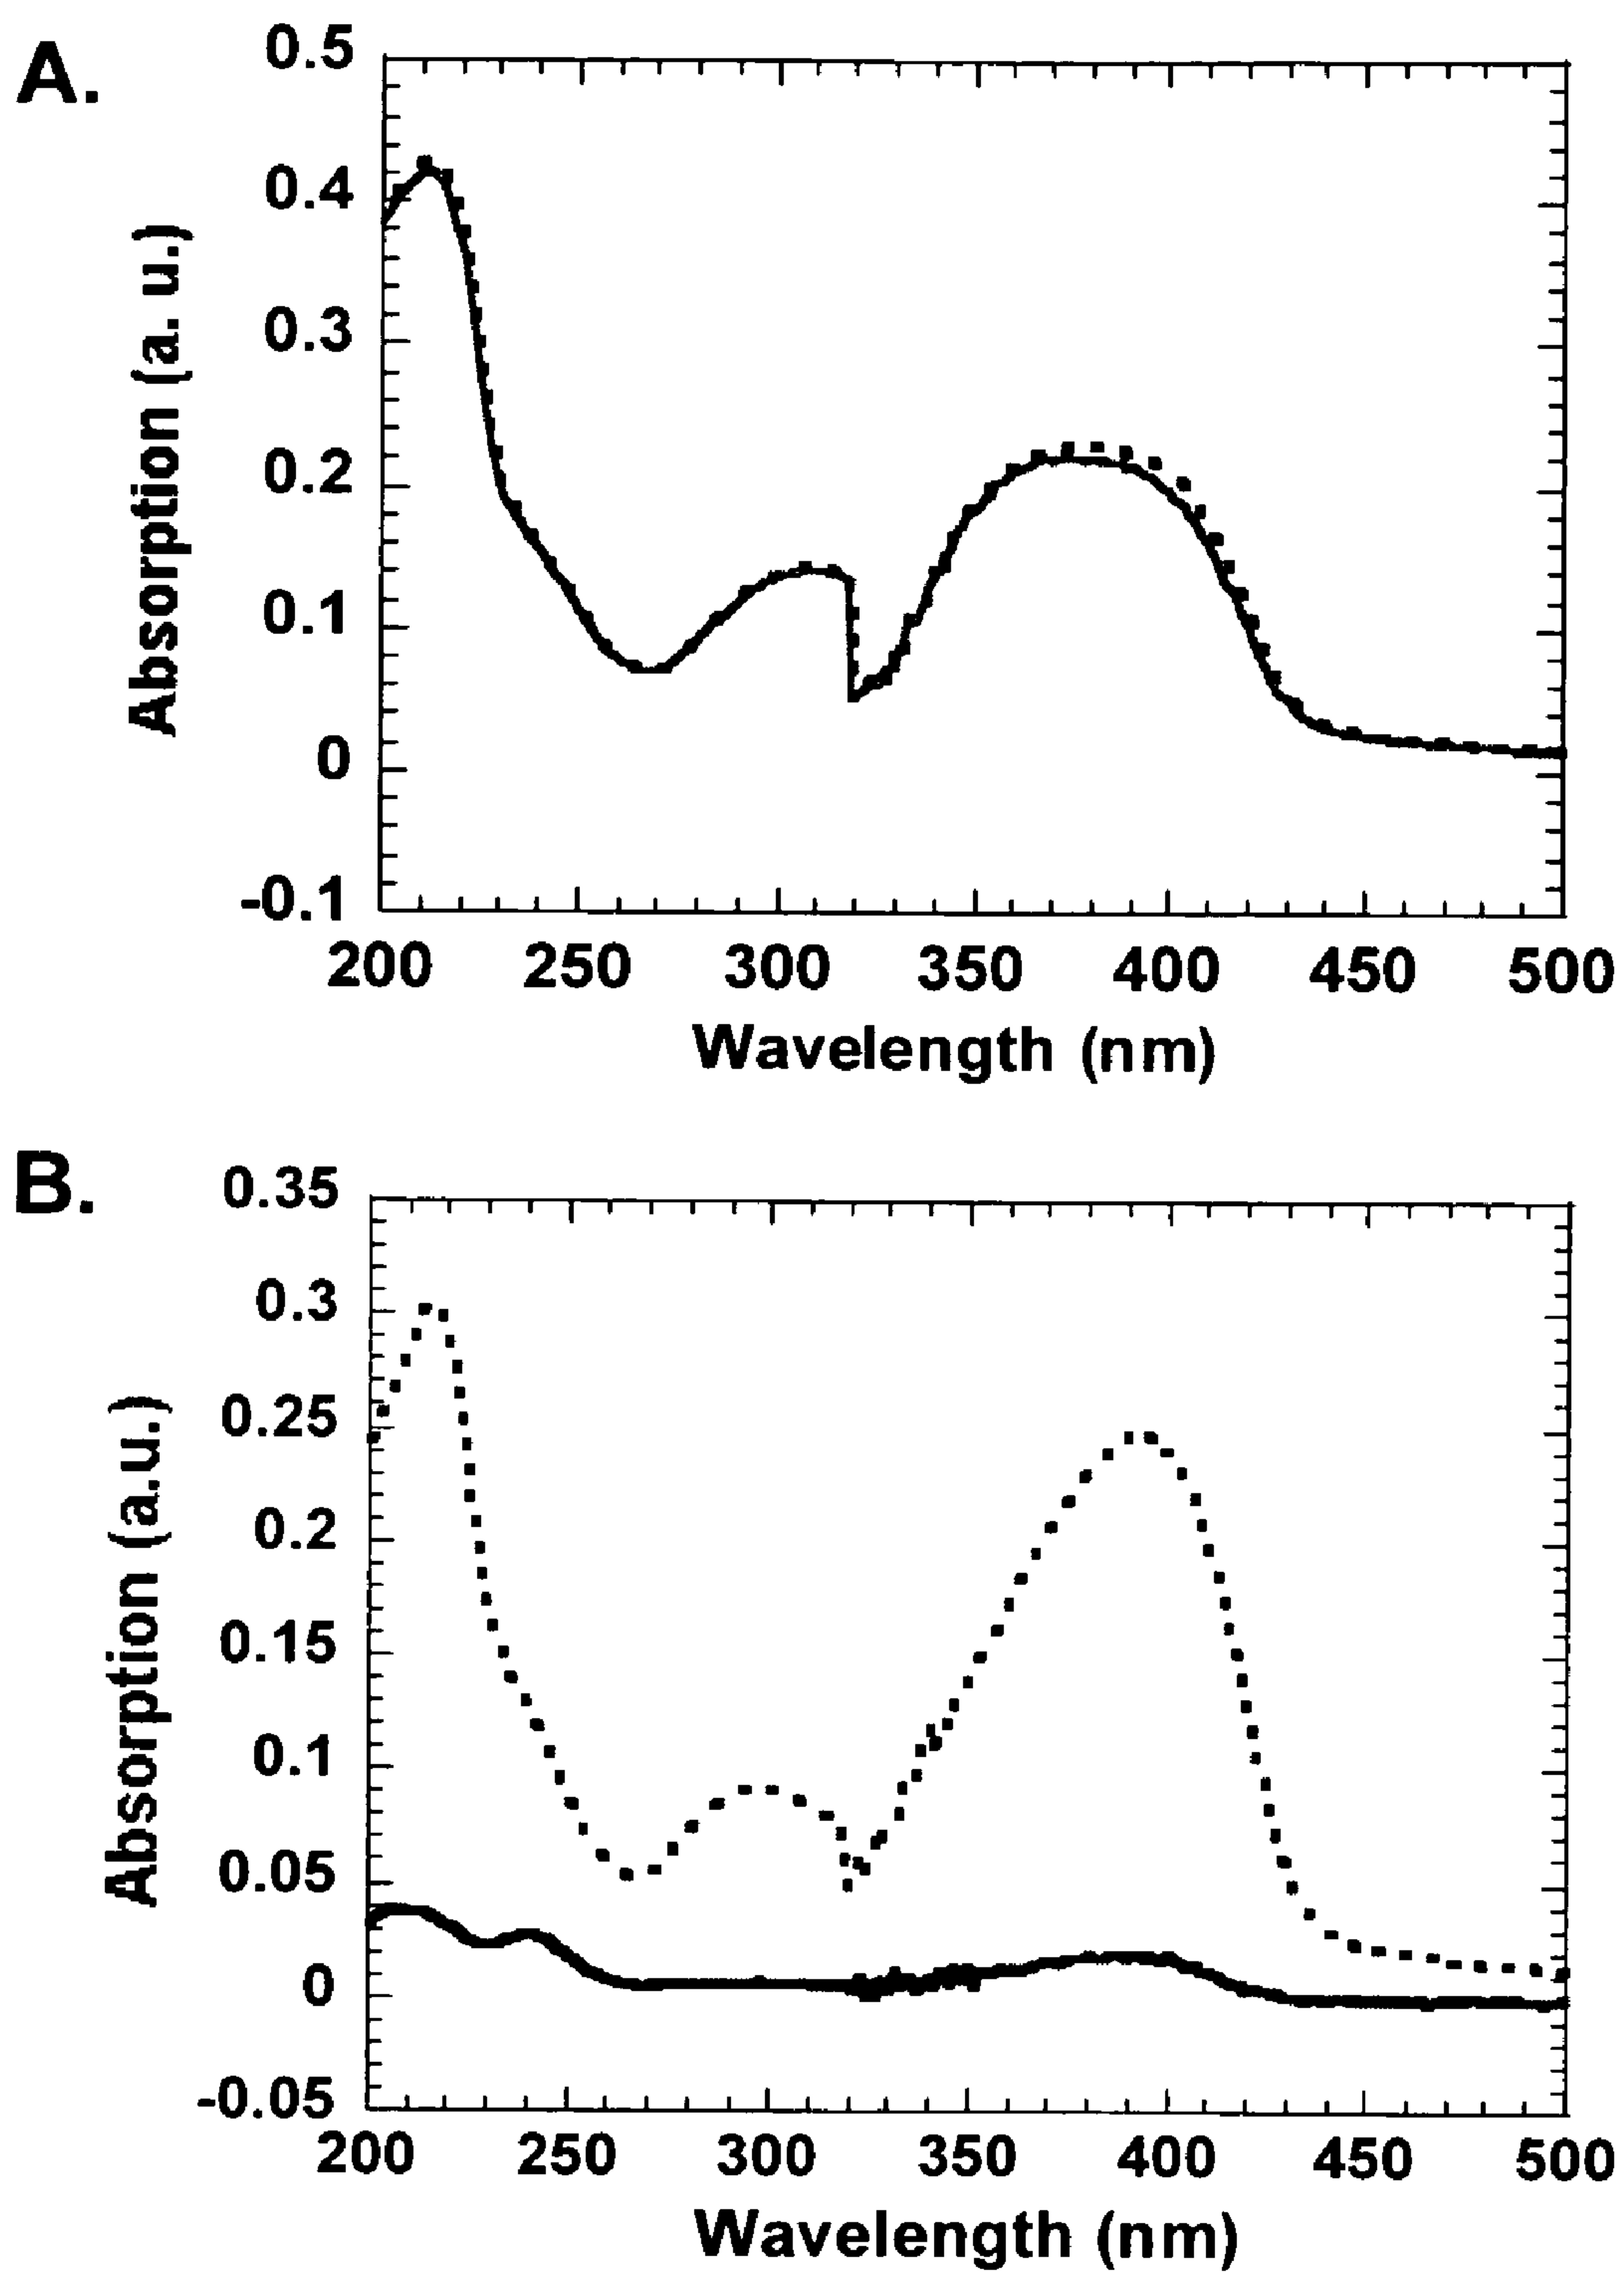 A.
0.5
0.4
0.3
0.2
0.1
0
-0.1
Absorption (a. u.)
200 250 300 350 400 450 500
Wavelength (nm)
B.
0.35
0.3
0.25
0.2
0.15
0.1
0.05
0
-0.05
Absorption (a.u.)
200 250 300 350 400 450 500
Wavelength (nm)